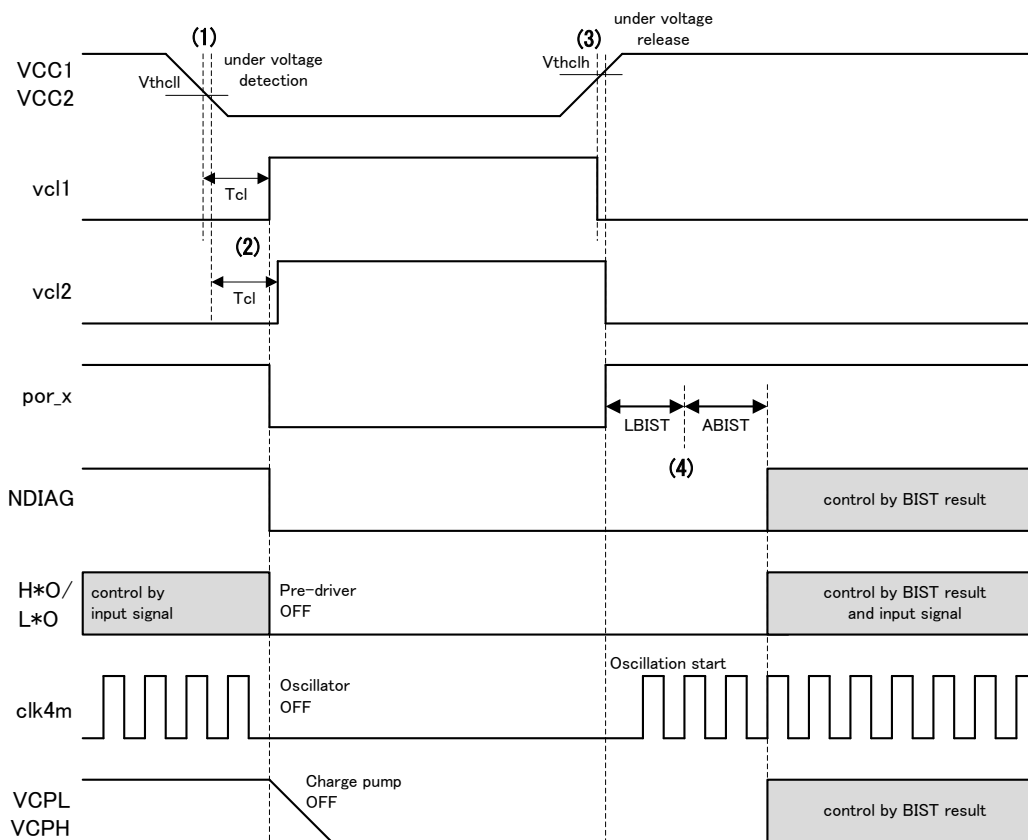 under voltage
release
(1)
(3)
VCC1
VCC2
Vthcll
under voltage
detection
Vthclh
vcl1
Tcl
(2)
vcl2
Tcl
por_x
LBIST
ABIST
(4)
NDIAG
control by BIST result
H*O/
L*O
control by
input signal
Pre-driver
OFF
control by BIST result
and input signal
clk4m
Oscillator
OFF
Oscillation start
VCPL
VCPH
Charge pump
OFF
control by BIST result